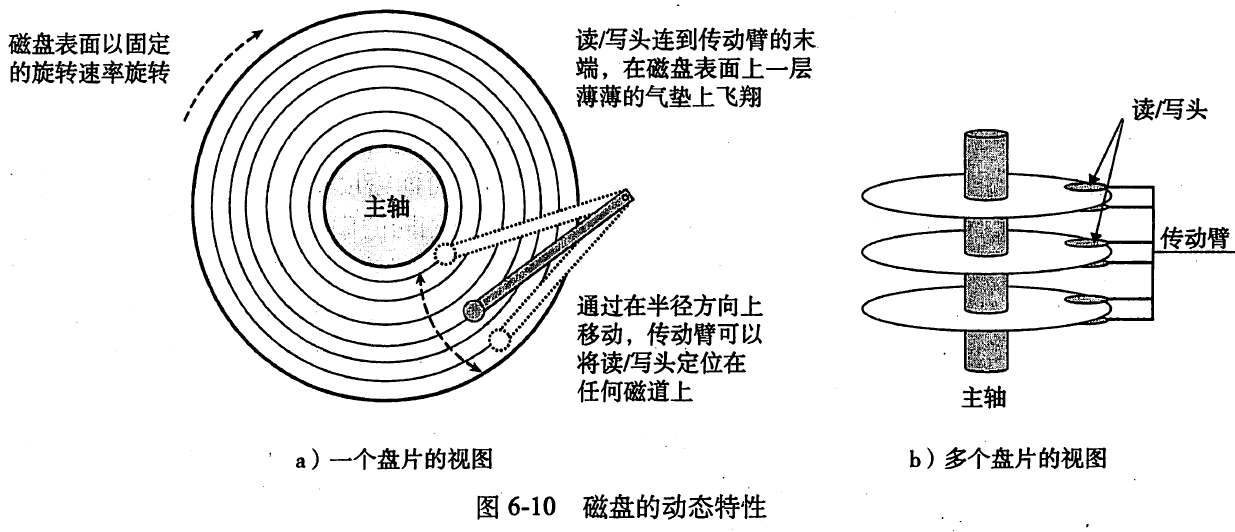 磁盘表面以固定
的旋转速率旋转
读/写头连到传动臂的末
端，在磁盘表面上一层
薄薄的气垫上飞翔
主轴
通过在半径方向上
移动，传动臂可以
将读/写头定位在
任何磁道上
a）一个盘片的视图
读/写头
传动臂
主轴
b）多个盘片的视图
图 6-10 磁盘的动态特性